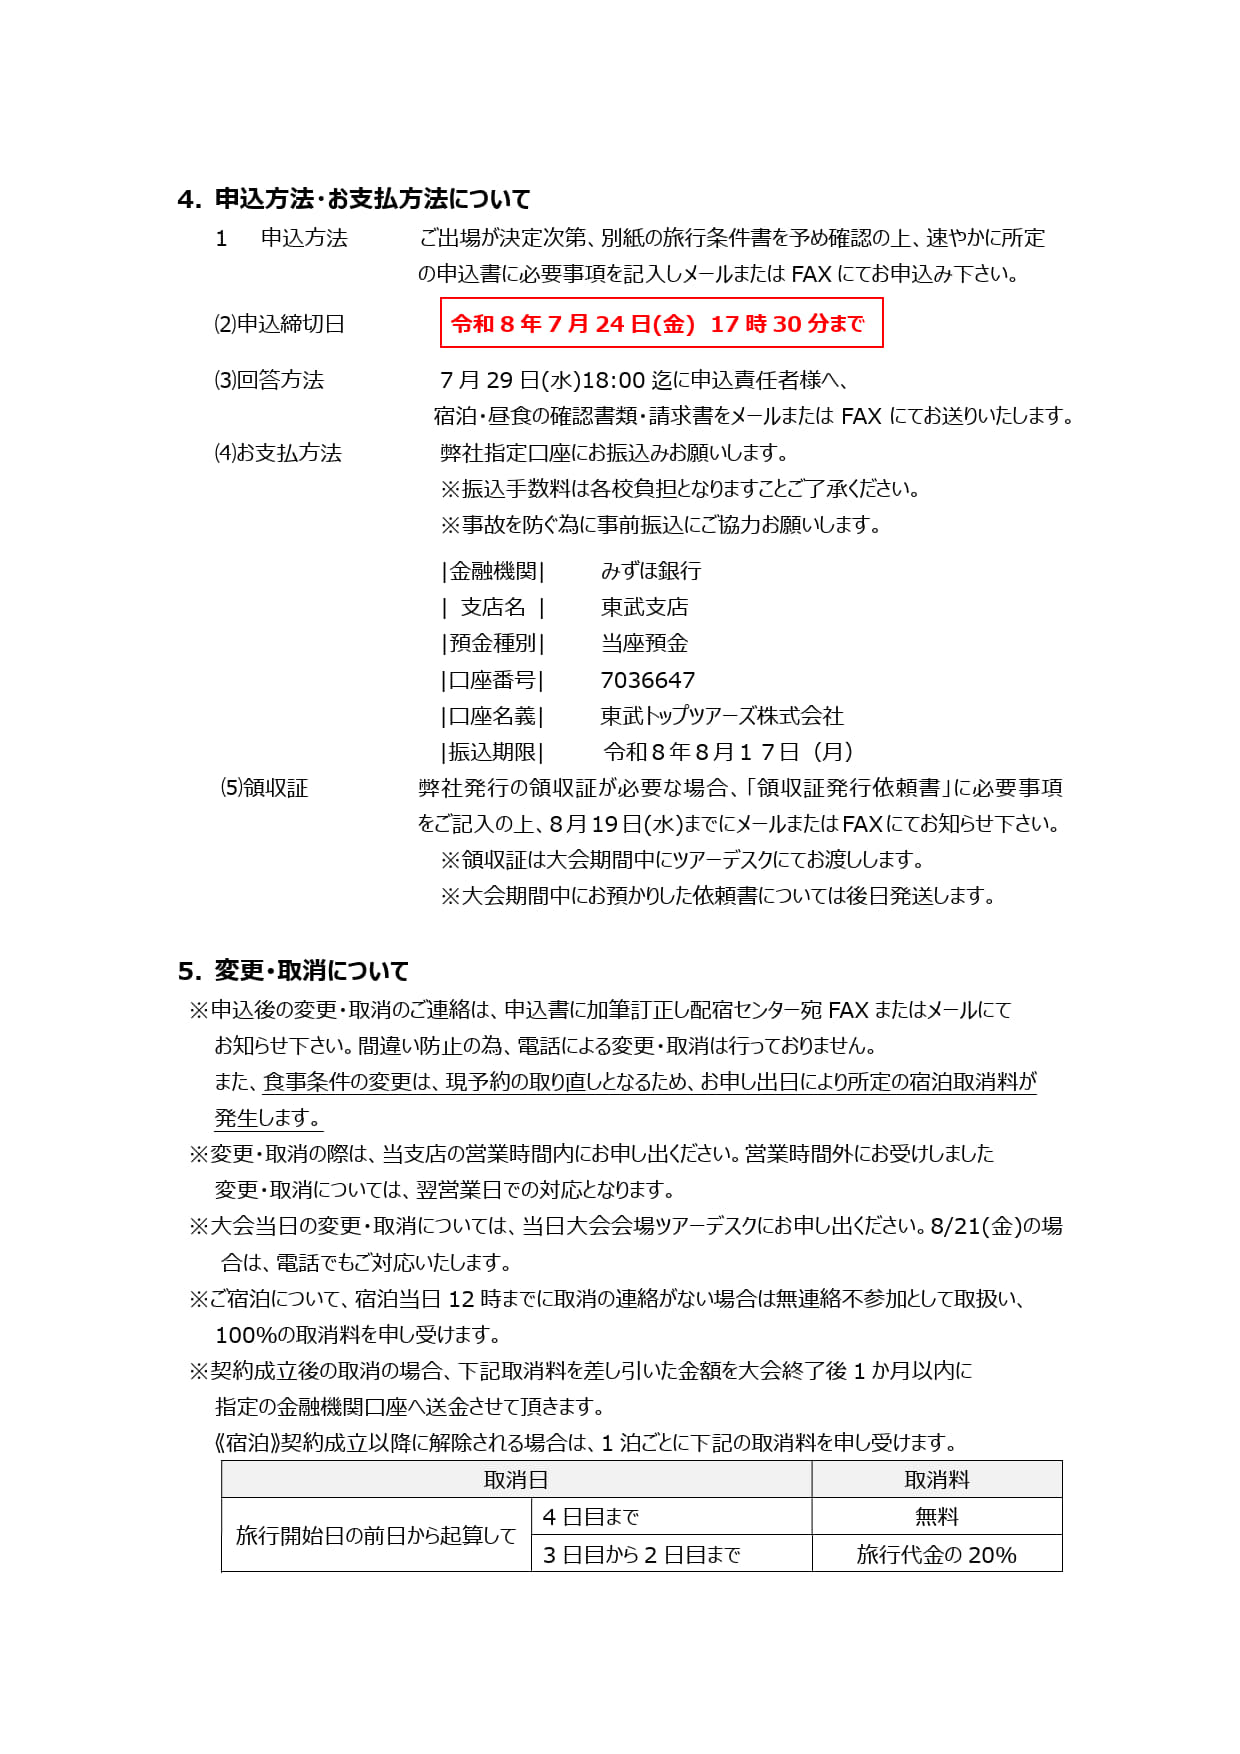 4. 申込方法・お支払方法について
1 申込方法 ご出場が決定次第、別紙の旅行条件書を予め確認の上、速やかに所定
の申込書に必要事項を記入しメールまたは FAX にてお申込み下さい。
⑵申込締切日 令和 8 年 7 月 24 日(金) 17 時 30 分まで
⑶回答方法 7 月 29 日(水)18:00 迄に申込責任者様へ、
宿泊・昼食の確認書類・請求書をメールまたは FAX にてお送りいたします。
⑷お支払方法 弊社指定口座にお振込みお願いします。
※振込手数料は各校負担となりますことご了承ください。
※事故を防ぐ為に事前振込にご協力お願いします。
|金融機関| みずほ銀行
| 支店名 | 東武支店
|預金種別| 当座預金
|口座番号| 7036647
|口座名義| 東武トップツアーズ株式会社
|振込期限| 令和８年８月１７日（月）
⑸領収証 弊社発行の領収証が必要な場合、「領収証発行依頼書」に必要事項
をご記入の上、8月19日(水)までにメールまたはFAXにてお知らせ下さい。
※領収証は大会期間中にツアーデスクにてお渡しします。
※大会期間中にお預かりした依頼書については後日発送します。
5. 変更・取消について
※申込後の変更・取消のご連絡は、申込書に加筆訂正し配宿センター宛 FAX またはメールにて
お知らせ下さい。間違い防止の為、電話による変更・取消は行っておりません。
また、食事条件の変更は、現予約の取り直しとなるため、お申し出日により所定の宿泊取消料が
発生します。
※変更・取消の際は、当支店の営業時間内にお申し出ください。営業時間外にお受けしました
変更・取消については、翌営業日での対応となります。
※大会当日の変更・取消については、当日大会会場ツアーデスクにお申し出ください。8/21(金)の場
合は、電話でもご対応いたします。
※ご宿泊について、宿泊当日 12 時までに取消の連絡がない場合は無連絡不参加として取扱い、
100%の取消料を申し受けます。
※契約成立後の取消の場合、下記取消料を差し引いた金額を大会終了後 1 か月以内に
指定の金融機関口座へ送金させて頂きます。
《宿泊》契約成立以降に解除される場合は、1 泊ごとに下記の取消料を申し受けます。
取消日 取消料
旅行開始日の前日から起算して 4 日目まで 無料
3 日目から 2 日目まで 旅行代金の 20%